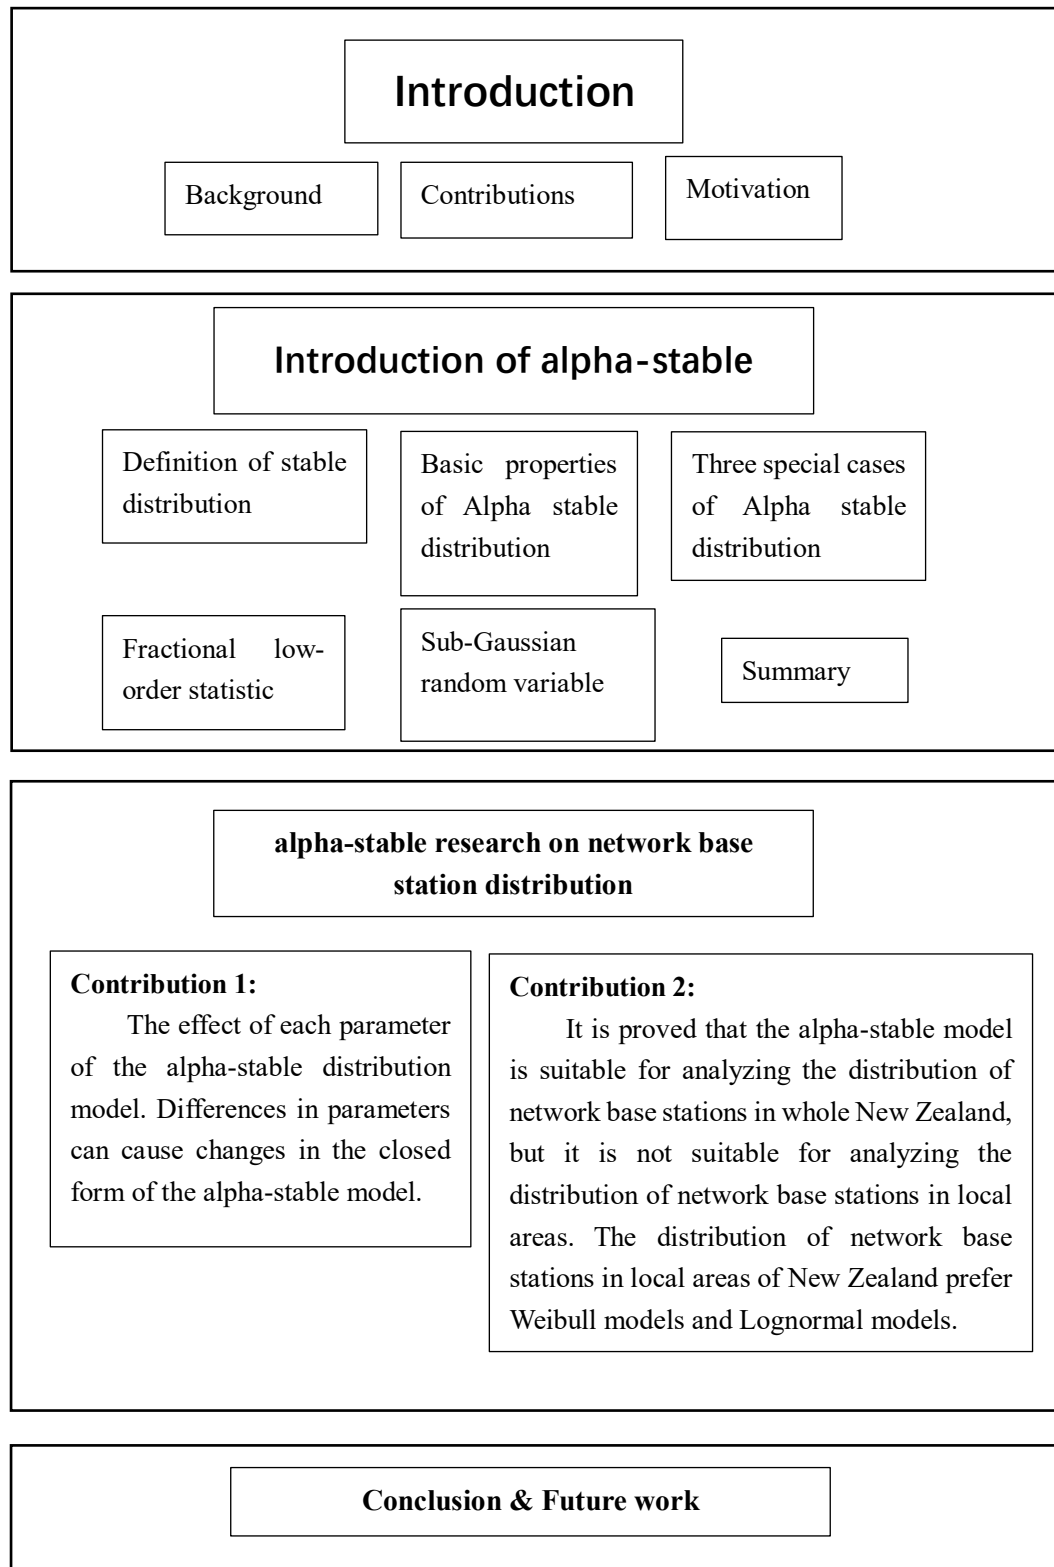 Introduction
Background
Contributions
Motivation
Introduction of alpha-stable
Definition of stable
distribution
Basic properties
of Alpha stable
distribution
Three special cases
of Alpha stable
distribution
Fractional low-
order statistic
Sub-Gaussian
random variable
Summary
alpha-stable research on network base
station distribution
Contribution 1:
The effect of each parameter
of the alpha-stable distribution
model. Differences in parameters
can cause changes in the closed
form of the alpha-stable model.
Contribution 2:
It is proved that the alpha-stable model
is suitable for analyzing the distribution of
network base stations in whole New Zealand,
but it is not suitable for analyzing the
distribution of network base stations in local
areas. The distribution of network base
stations in local areas of New Zealand prefer
Weibull models and Lognormal models.
Conclusion & Future work